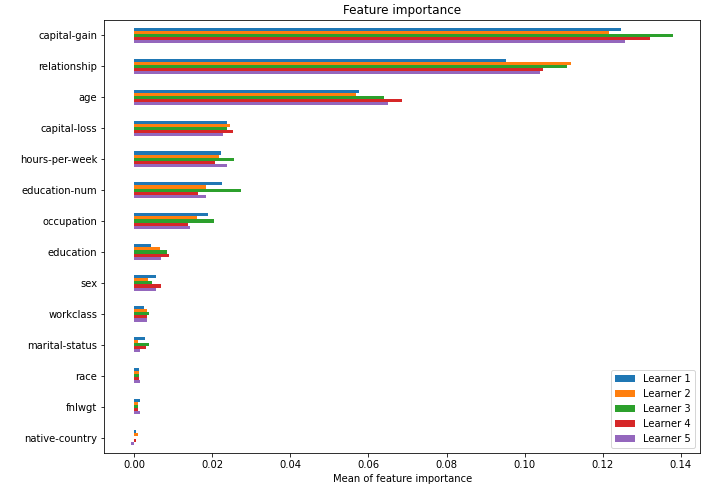 Feature importance
capital-gain
relationship
age
capital-loss
hours-per-week
education-num
occupation
education
sex
workclass
marital-status
race
fnlwgt
native-country
Learner 1
Learner 2
Learner 3
Learner 4
Learner 5
0.00 0.02 0.04 0.06 0.08 0.10 0.12 0.14
Mean of feature importance